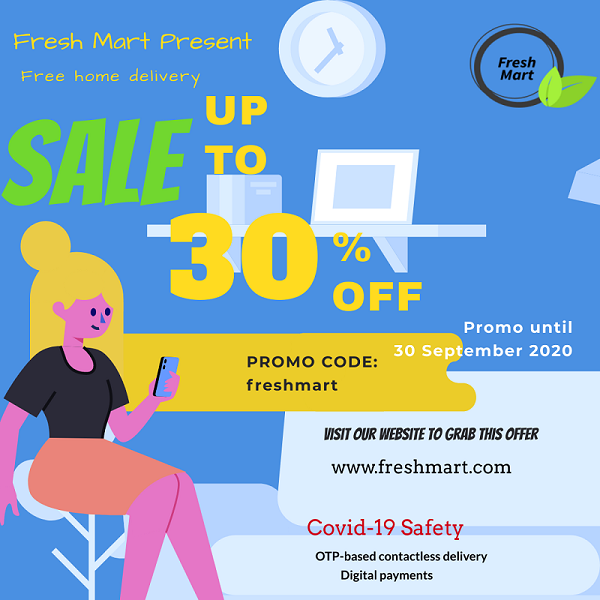 Fresh Mart Present
Free home delivery
Fresh
Mart
SALE
UP
TO
30
%
OFF
Promo until
30 September 2020
PROMO CODE:
freshmart
VISIT OUR WEBSITE TO GRAB THIS OFFER
www.freshmart.com
Covid-19 Safety
OTP-based contactless delivery
Digital payments